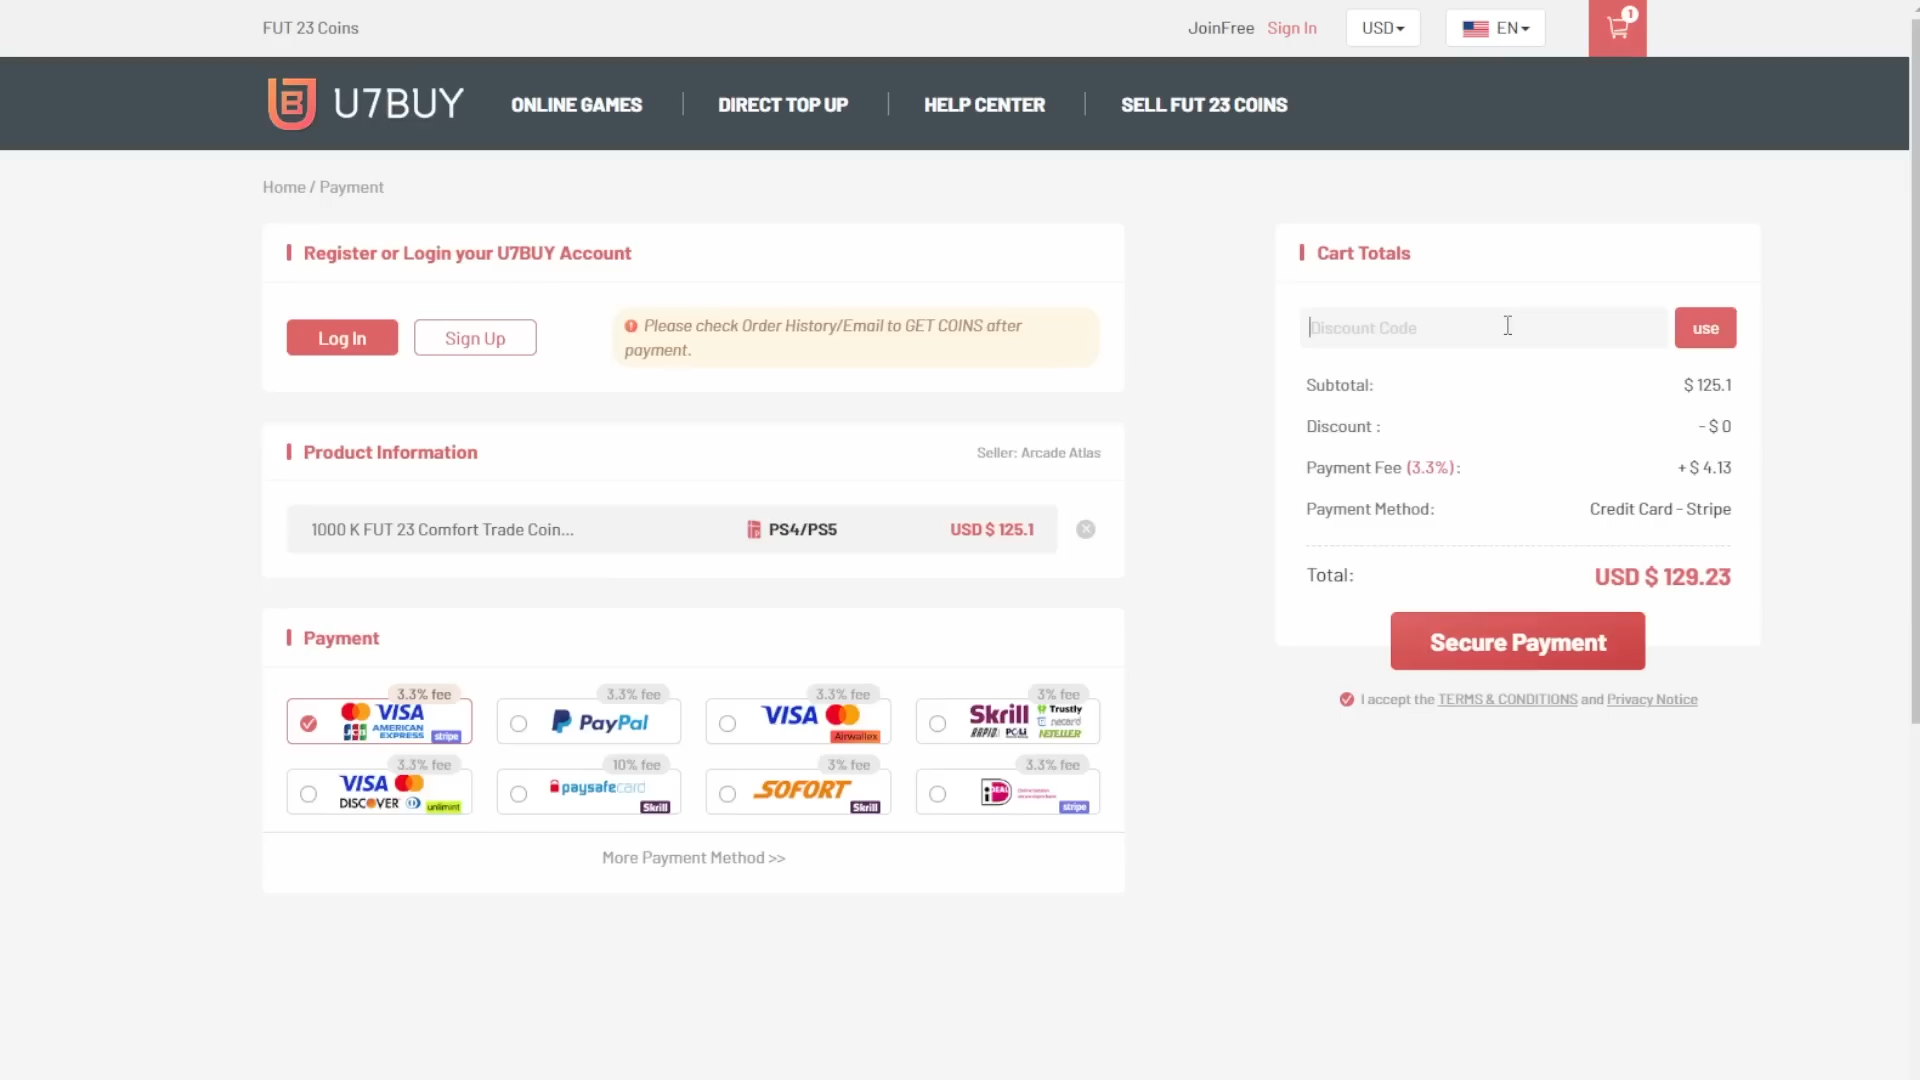 FUT 23 Coins
JoinFree Sign In USD EN 1
U7BUY ONLINE GAMES DIRECT TOP UP HELP CENTER SELL FUT 23 COINS
Home / Payment
Register or Login your U7BUY Account
Log In Sign Up
Please check Order History/Email to GET COINS after
payment.
Product Information Seller: Arcade Atlas
1000 K FUT 23 Comfort Trade Coin... PS4/PS5 USD $ 125.1
Payment
3.3% fee 3.3% fee 3.3% fee 3% fee
VISA
JCB AMERICAN
EXPRESS stripe
PayPal
VISA
Airwallex
Skrill Trustly
RAPID POLi NETELLER
3.3% fee 10% fee 3% fee 3.3% fee
VISA
DISCOVER unlimint
paysafecard
Skrill
SOFORT
Skrill
iDEAL
stripe
More Payment Method >>
Cart Totals
Discount Code use
Subtotal: $ 125.1
Discount : - $ 0
Payment Fee (3.3%) : + $ 4.13
Payment Method: Credit Card - Stripe
Total: USD $ 129.23
Secure Payment
I accept the TERMS & CONDITIONS and Privacy Notice